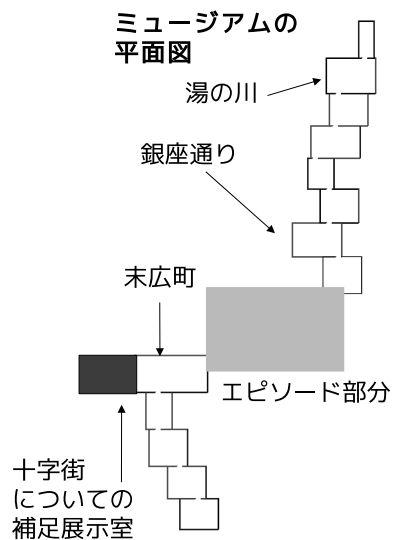 ミュージアムの
平面図
湯の川
銀座通り
末広町
エピソード部分
十字街
についての
補足展示室